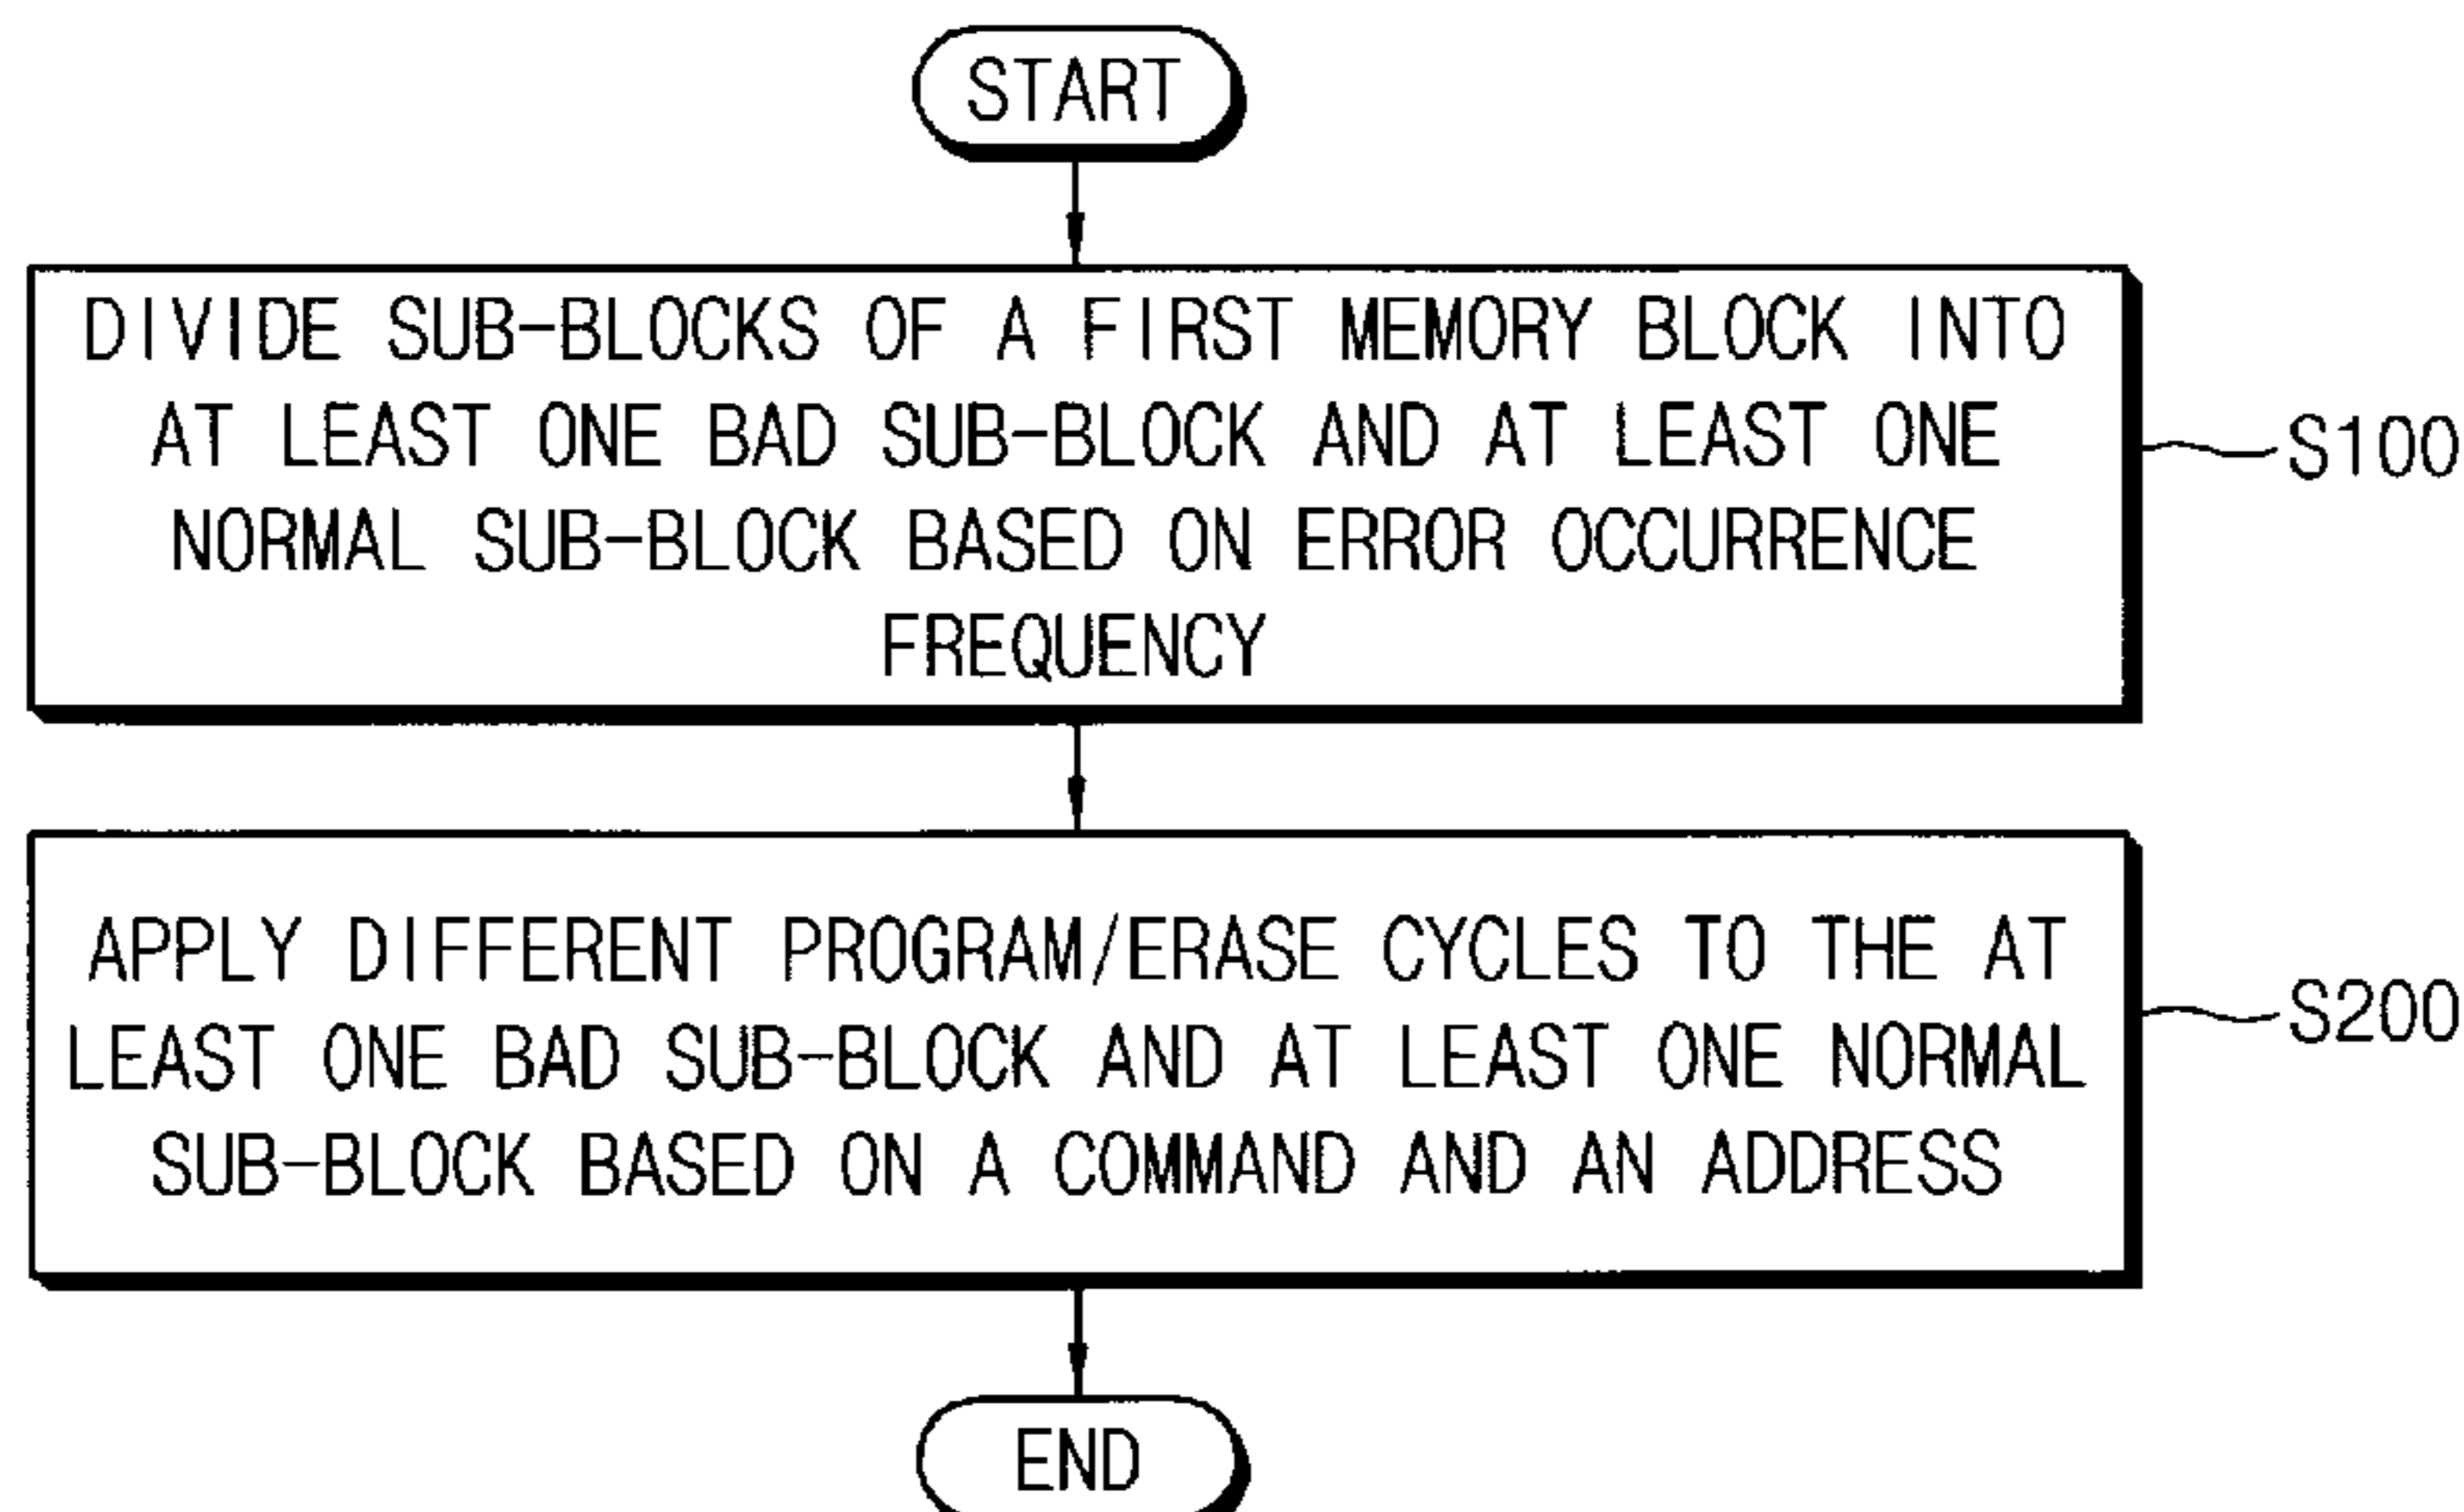 START
DIVIDE SUB-BLOCKS OF A FIRST MEMORY BLOCK INTO
AT LEAST ONE BAD SUB-BLOCK AND AT LEAST ONE
NORMAL SUB-BLOCK BASED ON ERROR OCCURRENCE
FREQUENCY
S100
APPLY DIFFERENT PROGRAM/ERASE CYCLES TO THE AT
LEAST ONE BAD SUB-BLOCK AND AT LEAST ONE NORMAL
SUB-BLOCK BASED ON A COMMAND AND AN ADDRESS
S200
END